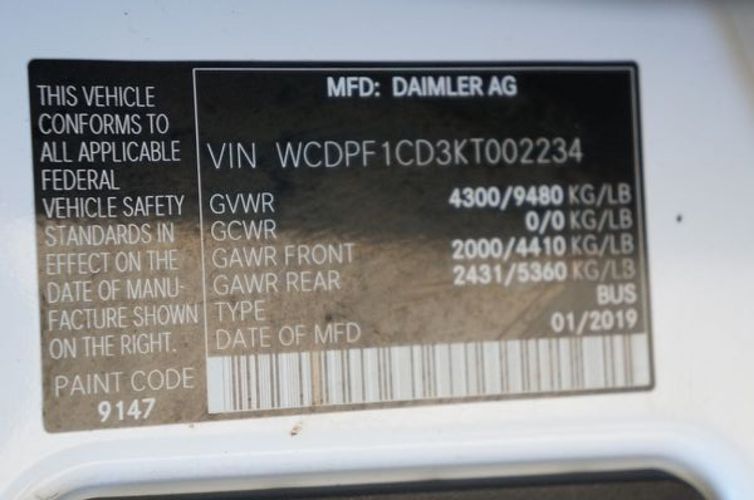 THIS VEHICLE
CONFORMS TO
ALL APPLICABLE
FEDERAL
VEHICLE SAFETY
STANDARDS IN
EFFECT ON THE
DATE OF MANU-
FACTURE SHOWN
ON THE RIGHT.
PAINT CODE
9147
MFD: DAIMLER AG
VIN WCDPF1CD3KT002234
GVWR 4300/9480 KG/LB
GCWR 0/0 KG/LB
GAWR FRONT 2000/4410 KG/LB
GAWR REAR 2431/5360 KG/LB
TYPE BUS
DATE OF MFD 01/2019